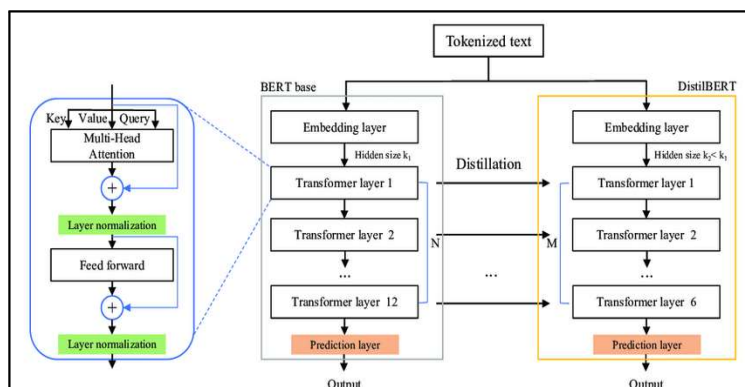 Tokenized text
BERT base
DistilBERT
Key Value Query
Multi-Head
Attention
+
Layer normalization
Feed forward
+
Layer normalization
Embedding layer
Hidden size k₁
Transformer layer 1
Transformer layer 2
...
Transformer layer 12
Prediction layer
Output
N
Distillation
...
M
Embedding layer
Hidden size k₂< k₁
Transformer layer 1
Transformer layer 2
...
Transformer layer 6
Prediction layer
Output